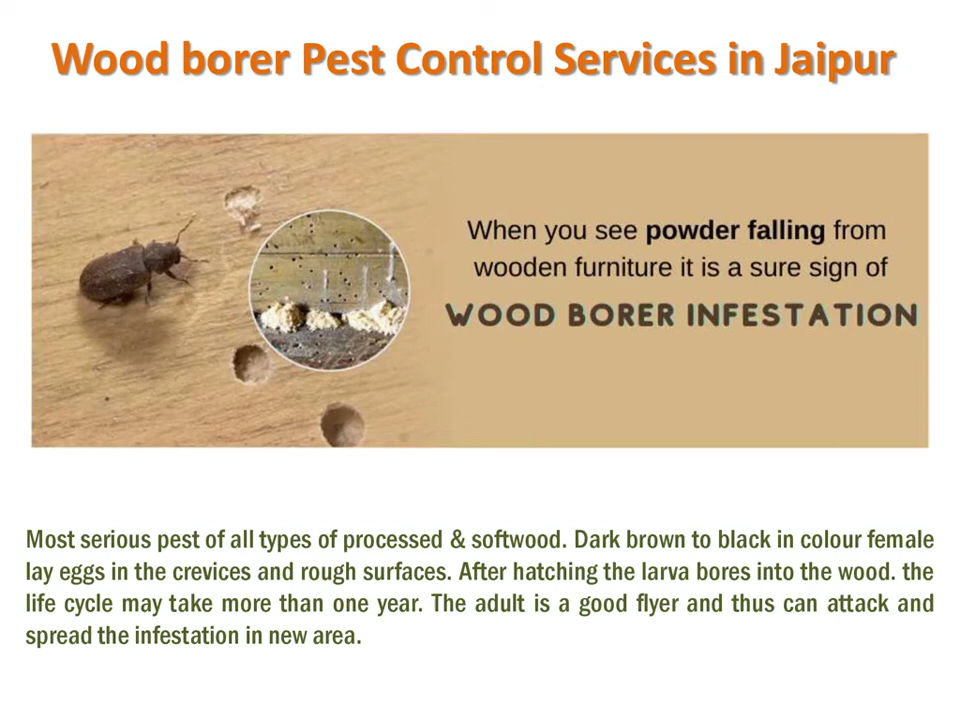 Wood borer Pest Control Services in Jaipur
When you see powder falling from
wooden furniture it is a sure sign of
WOOD BORER INFESTATION
Most serious pest of all types of processed & softwood. Dark brown to black in colour female
lay eggs in the crevices and rough surfaces. After hatching the larva bores into the wood. the
life cycle may take more than one year. The adult is a good flyer and thus can attack and
spread the infestation in new area.